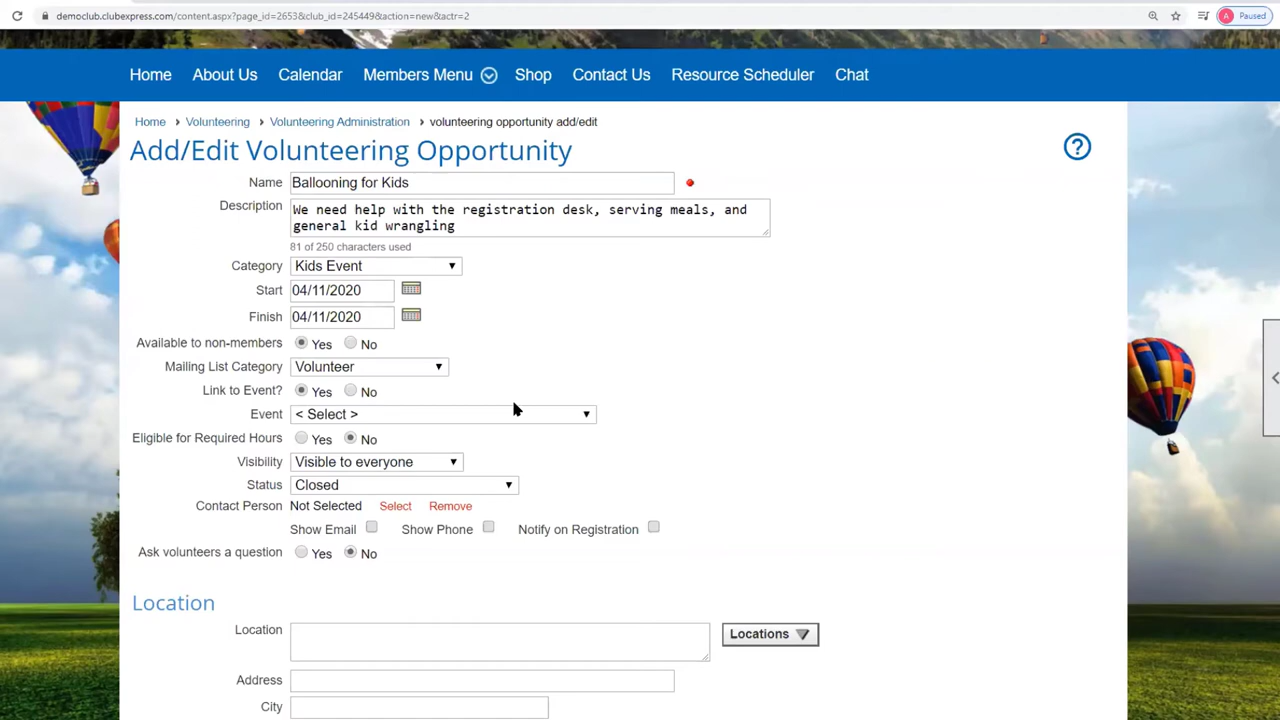 democlub.clubexpress.com/content.aspx?page_id=2653&club_id=245449&action=new&actr=2
A Paused
Home About Us Calendar Members Menu Shop Contact Us Resource Scheduler Chat
Home › Volunteering › Volunteering Administration › volunteering opportunity add/edit
Add/Edit Volunteering Opportunity
?
Name Ballooning for Kids
Description We need help with the registration desk, serving meals, and
general kid wrangling
81 of 250 characters used
Category Kids Event
Start 04/11/2020
Finish 04/11/2020
Available to non-members Yes No
Mailing List Category Volunteer
Link to Event? Yes No
Event < Select >
Eligible for Required Hours Yes No
Visibility Visible to everyone
Status Closed
Contact Person Not Selected Select Remove
Show Email Show Phone Notify on Registration
Ask volunteers a question Yes No
Location
Location Locations
Address
City